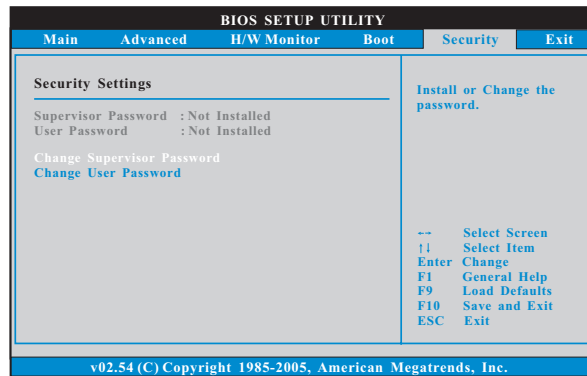 BIOS SETUP UTILITY
Main Advanced H/W Monitor Boot Security Exit
Security Settings
Supervisor Password : Not Installed
User Password : Not Installed
Change Supervisor Password
Change User Password
Install or Change the
password.
←→ Select Screen
↑↓ Select Item
Enter Change
F1 General Help
F9 Load Defaults
F10 Save and Exit
ESC Exit
v02.54 (C) Copyright 1985-2005, American Megatrends, Inc.